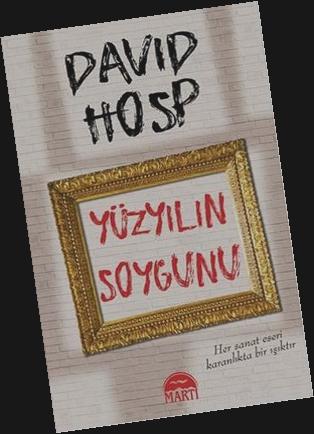 DAVID
HOSP
YÜZYILIN
SOYGUNU
Her sanat eseri
karanlıkta bir ışıktır
MARTI